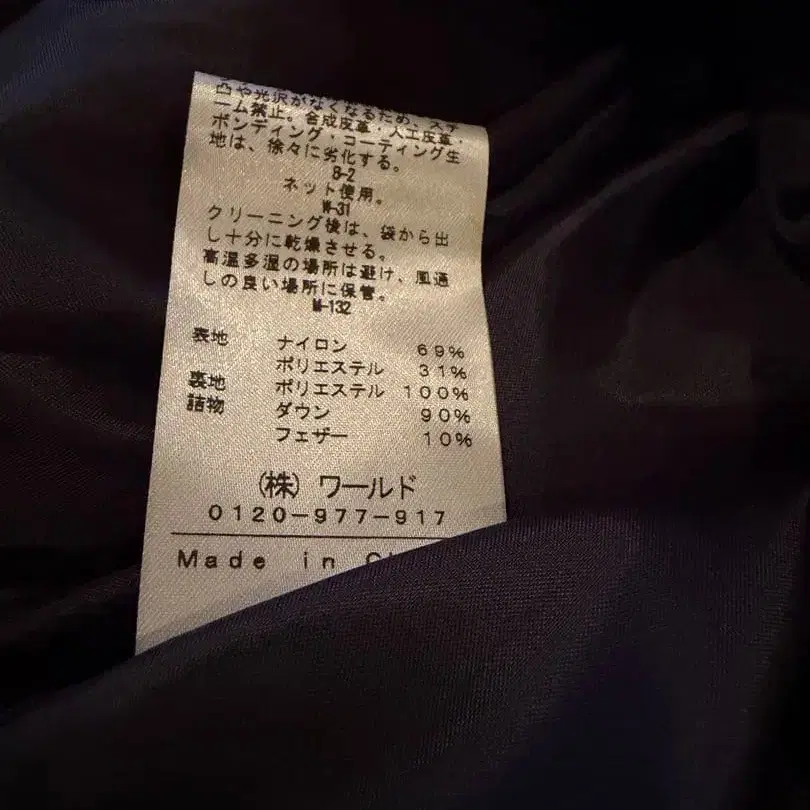 凸や光沢がなくなるため、スチ
ーム禁止。合成皮革・人工皮革・
ボンディング・コーティング生
地は、徐々に劣化する。
8-2
ネット使用。
W-31
クリーニング後は、袋から出
し十分に乾燥させる。
高温多湿の場所は避け、風通
しの良い場所に保管。
M-132
表地 ナイロン 69%
ポリエステル 31%
裏地 ポリエステル 100%
詰物 ダウン 90%
フェザー 10%
(株) ワールド
0120-977-917
Made in